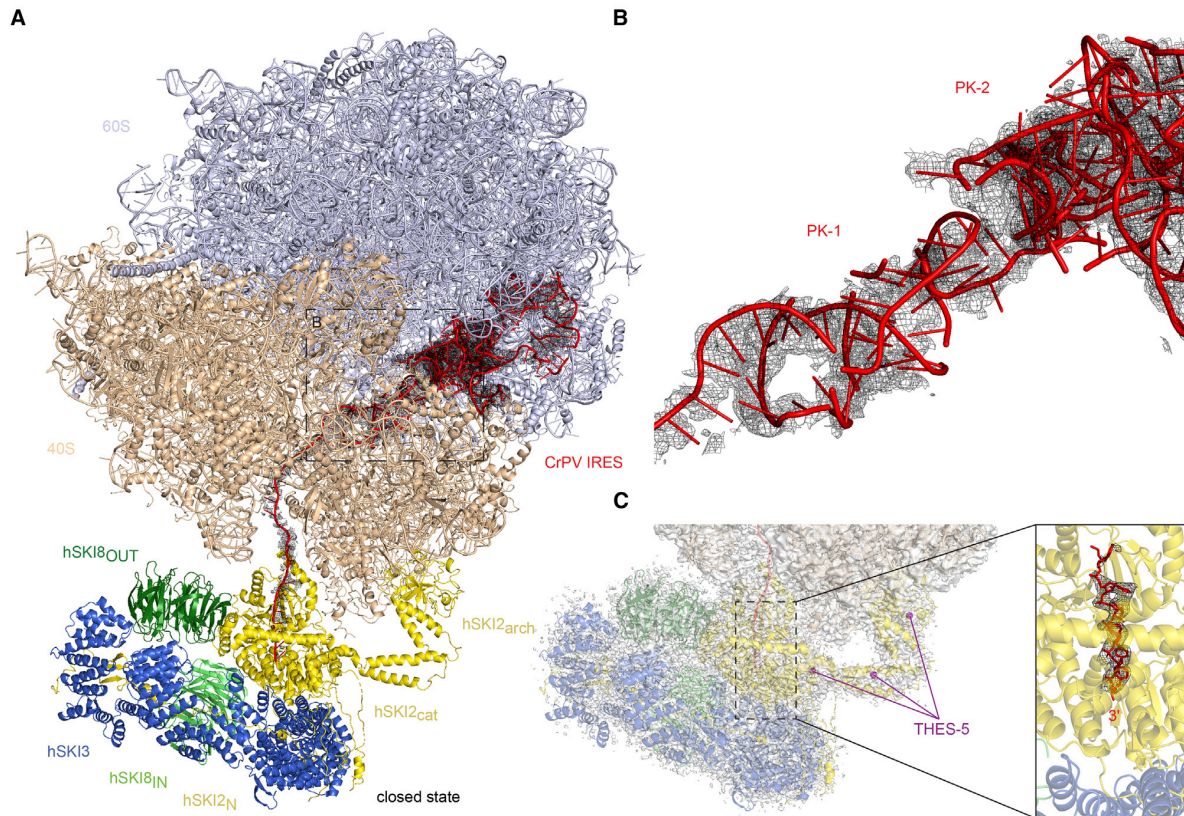 A
60S
B
40S
CrPV IRES
hSKI8OUT
hSKI2arch
hSKI2cat
hSKI3
hSKI8IN
hSKI2N
closed state
B
PK-2
PK-1
C
THES-5
3'